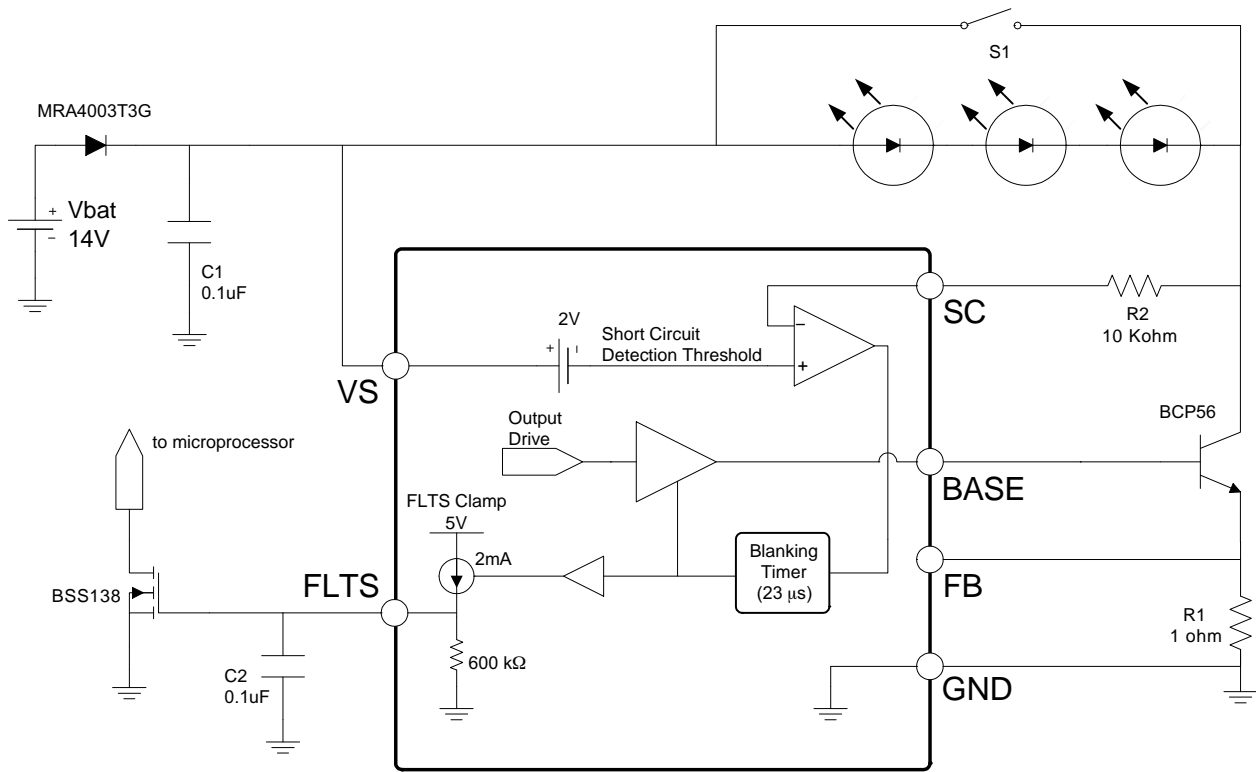 S1
MRA4003T3G
+
Vbat
−
14V
C1
0.1uF
SC
R2
10 Kohm
2V
+
−
Short Circuit
Detection Threshold
−
+
VS
BCP56
Output
Drive
to microprocessor
BASE
FLTS Clamp
5V
2mA
Blanking
Timer
(23 μs)
FLTS
FB
BSS138
R1
1 ohm
600 kΩ
C2
0.1uF
GND